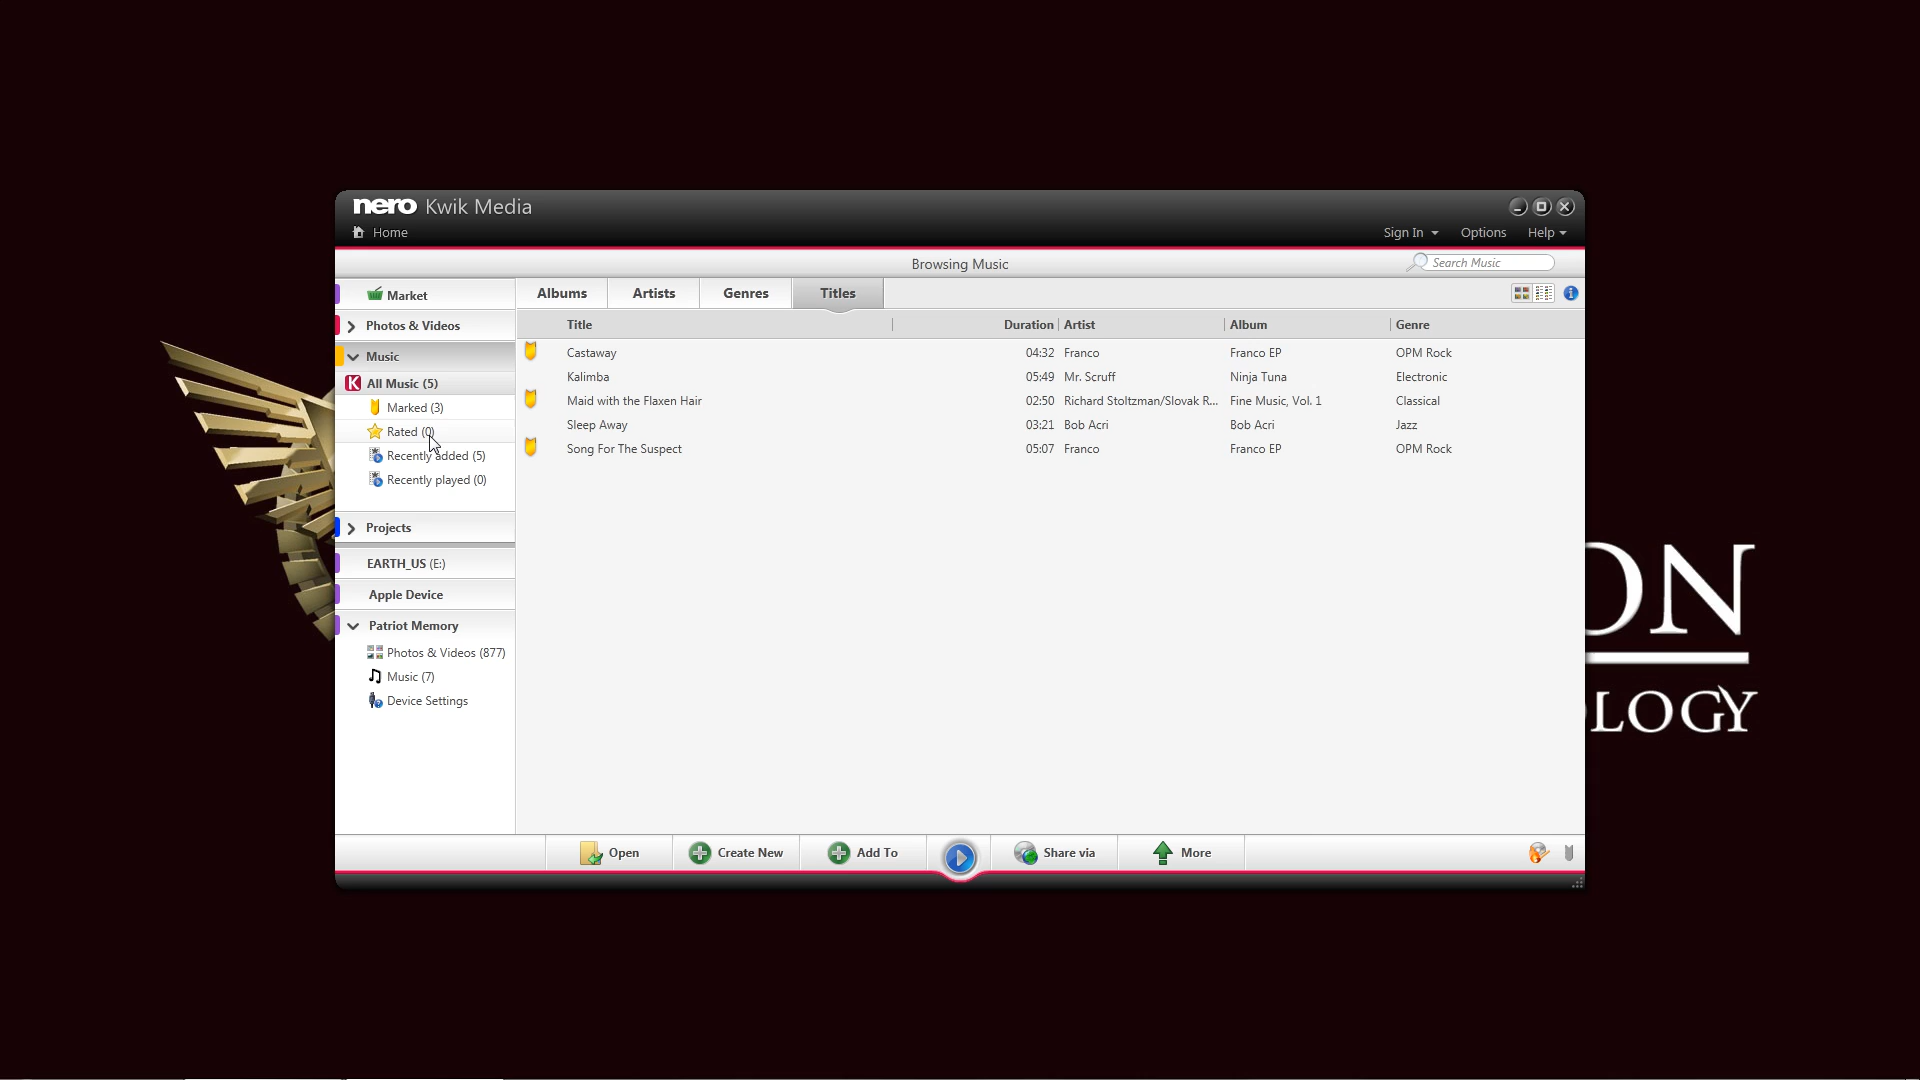 nero Kwik Media
Home
Sign In Options Help
Browsing Music
Search Music
Market
Photos & Videos
Music
All Music (5)
Marked (3)
Rated (0)
Recently added (5)
Recently played (0)
Projects
EARTH_US (E:)
Apple Device
Patriot Memory
Photos & Videos (877)
Music (7)
Device Settings
Albums Artists Genres Titles
Title Duration Artist Album Genre
Castaway 04:32 Franco Franco EP OPM Rock
Kalimba 05:49 Mr. Scruff Ninja Tuna Electronic
Maid with the Flaxen Hair 02:50 Richard Stoltzman/Slovak R... Fine Music, Vol. 1 Classical
Sleep Away 03:21 Bob Acri Bob Acri Jazz
Song For The Suspect 05:07 Franco Franco EP OPM Rock
Open Create New Add To Share via More
ON
LOGY